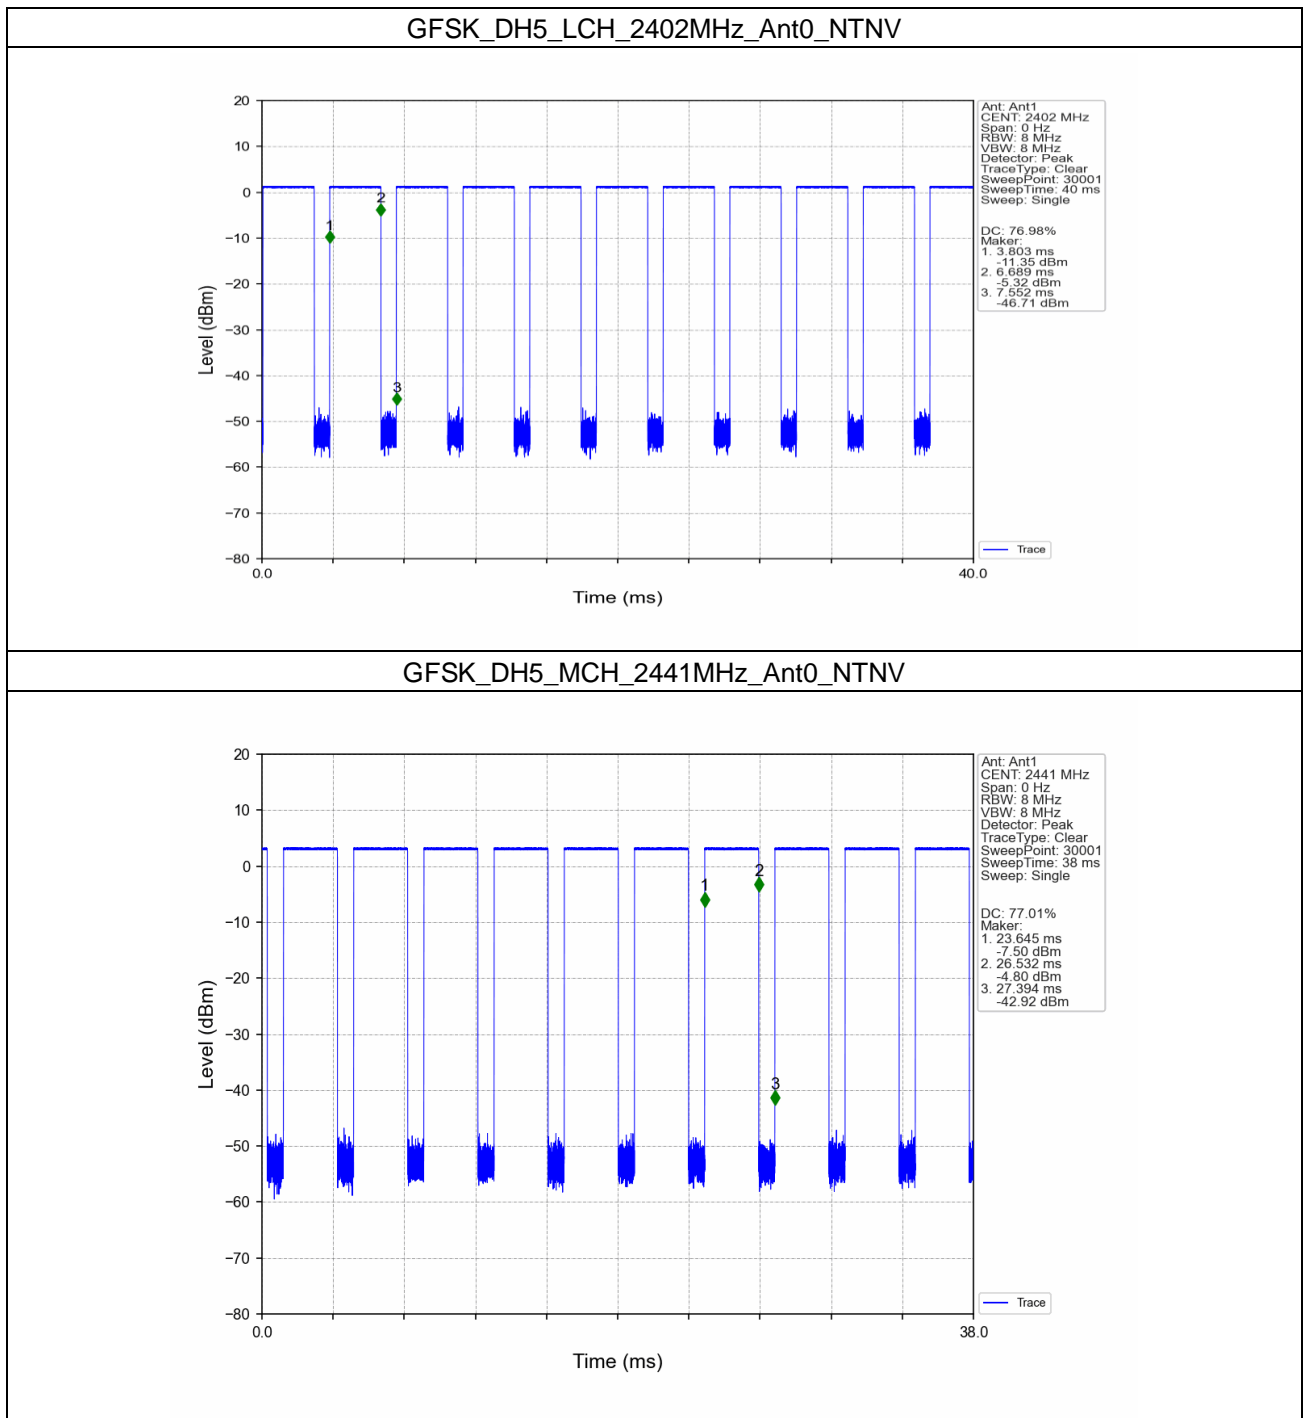 GFSK_DH5_LCH_2402MHz_Ant0_NTNV
20
10
0
−10
−20
−30
−40
−50
−60
−70
−80
Level (dBm)
1
2
3
0.0
40.0
Time (ms)
Ant: Ant1
CENT: 2402 MHz
Span: 0 Hz
RBW: 8 MHz
VBW: 8 MHz
Detector: Peak
TraceType: Clear
SweepPoint: 30001
SweepTime: 40 ms
Sweep: Single
DC: 76.98%
Maker:
1. 3.803 ms
-11.35 dBm
2. 6.689 ms
-5.32 dBm
3. 7.552 ms
-46.71 dBm
Trace
GFSK_DH5_MCH_2441MHz_Ant0_NTNV
20
10
0
−10
−20
−30
−40
−50
−60
−70
−80
Level (dBm)
1
2
3
0.0
38.0
Time (ms)
Ant: Ant1
CENT: 2441 MHz
Span: 0 Hz
RBW: 8 MHz
VBW: 8 MHz
Detector: Peak
TraceType: Clear
SweepPoint: 30001
SweepTime: 38 ms
Sweep: Single
DC: 77.01%
Maker:
1. 23.645 ms
-7.50 dBm
2. 26.532 ms
-4.80 dBm
3. 27.394 ms
-42.92 dBm
Trace